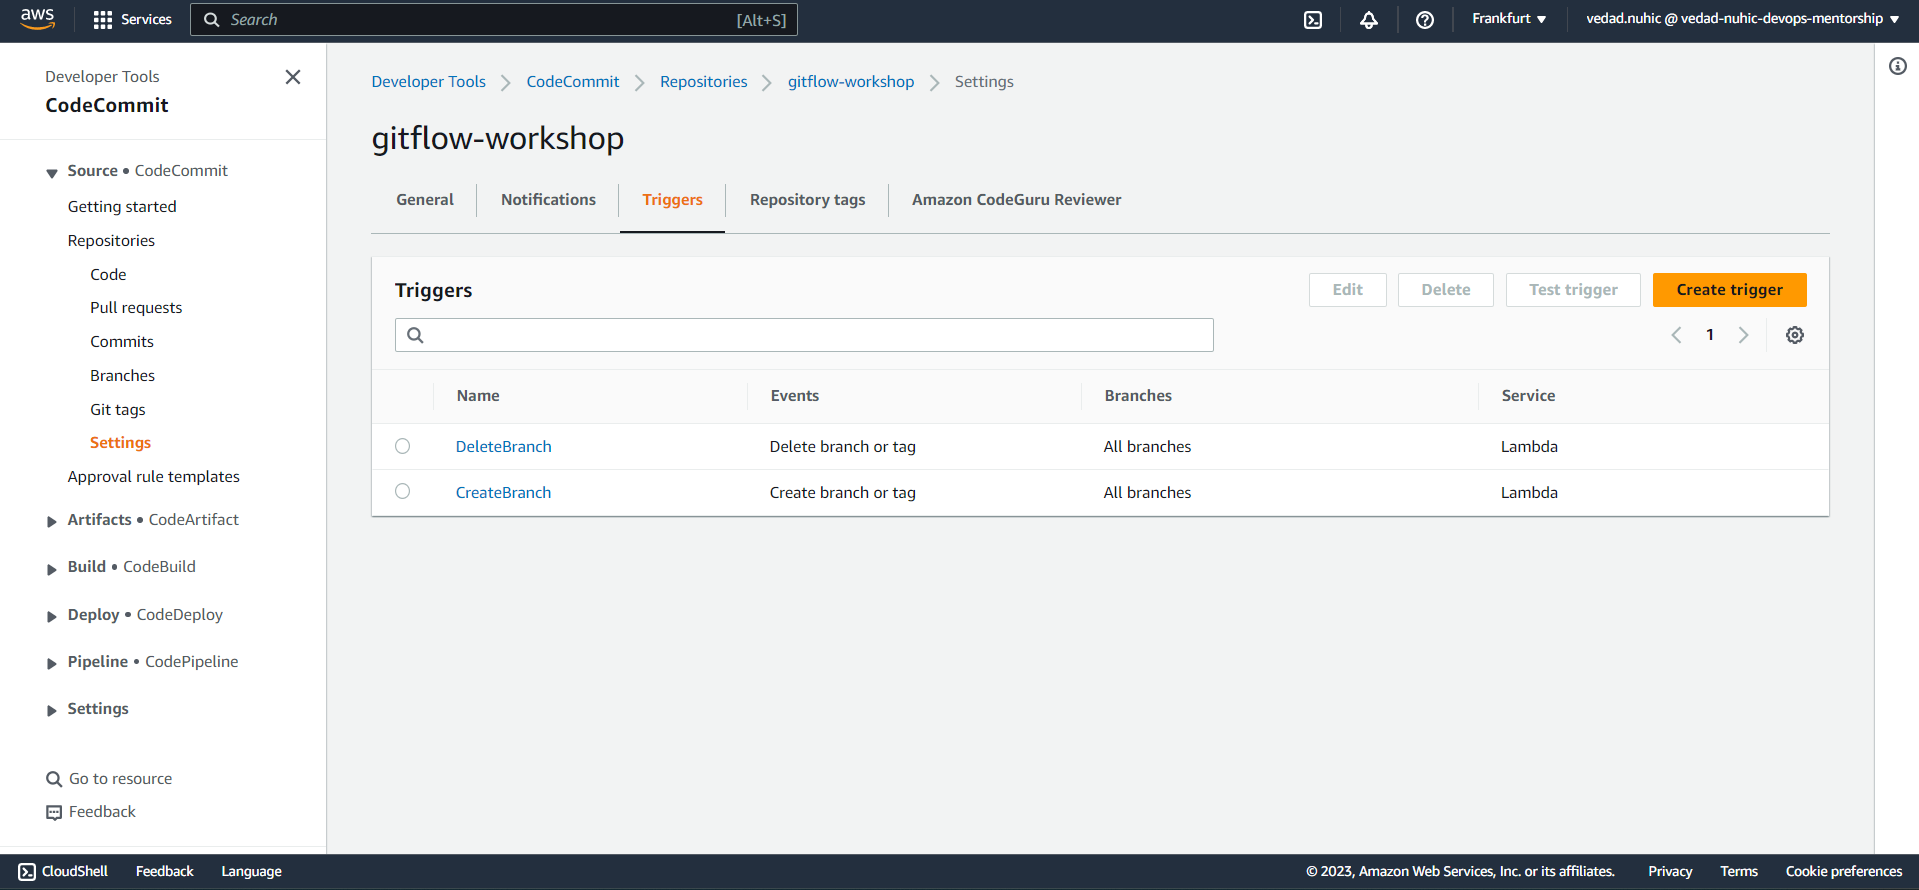 aws Services Search [Alt+S] Frankfurt ▼ vedad.nuhic @ vedad-nuhic-devops-mentorship ▼
Developer Tools
CodeCommit
Source • CodeCommit
Getting started
Repositories
Code
Pull requests
Commits
Branches
Git tags
Settings
Approval rule templates
Artifacts • CodeArtifact
Build • CodeBuild
Deploy • CodeDeploy
Pipeline • CodePipeline
Settings
Go to resource
Feedback
Developer Tools > CodeCommit > Repositories > gitflow-workshop > Settings
gitflow-workshop
General Notifications Triggers Repository tags Amazon CodeGuru Reviewer
Triggers Edit Delete Test trigger Create trigger
< 1 >
Name Events Branches Service
DeleteBranch Delete branch or tag All branches Lambda
CreateBranch Create branch or tag All branches Lambda
CloudShell Feedback Language © 2023, Amazon Web Services, Inc. or its affiliates. Privacy Terms Cookie preferences